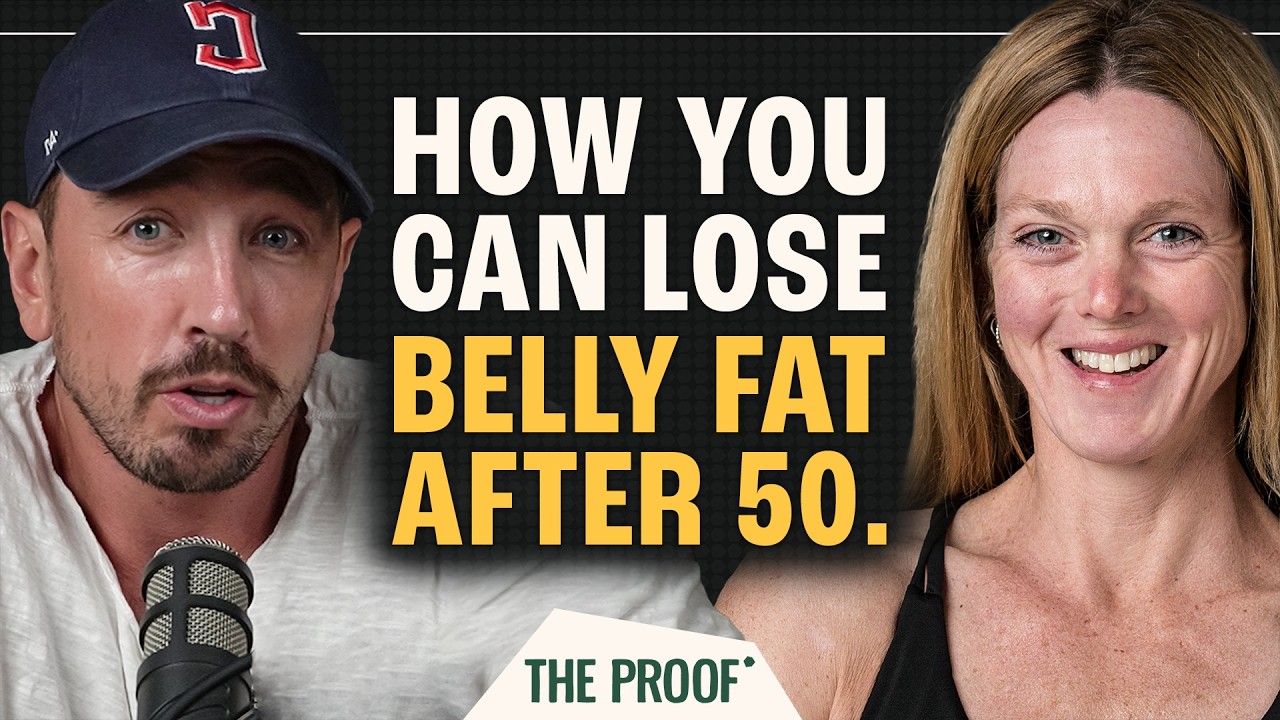 HOW YOU
CAN LOSE
BELLY FAT
AFTER 50.
THE PROOF*